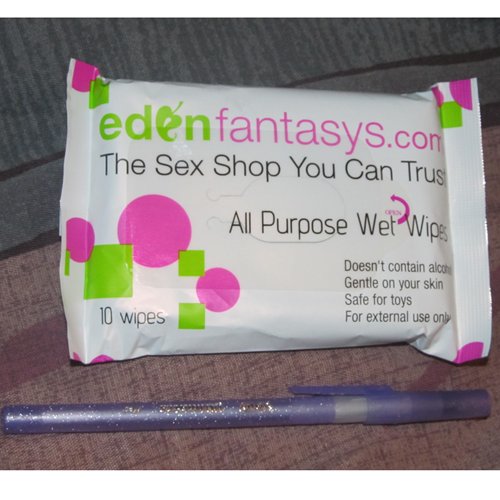 edenfantasys.com
The Sex Shop You Can Trust
OPEN
All Purpose Wet Wipes
Doesn't contain alcohol
Gentle on your skin
Safe for toys
For external use only
10 wipes